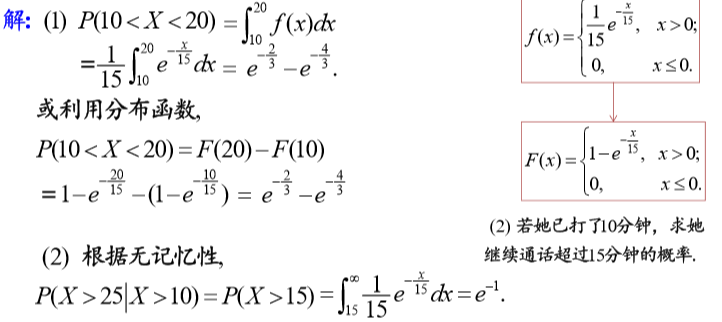 解: (1) P(10<X<20) = ∫₁₀²⁰ f(x)dx
= 1/15 ∫₁₀²⁰ e^(-x/15) dx = e^(-2/3) − e^(-4/3).
或利用分布函数,
P(10<X<20) = F(20) − F(10)
= 1 − e^(-20/15) − (1 − e^(-10/15)) = e^(-2/3) − e^(-4/3)
(2) 根据无记忆性,
P(X>25|X>10) = P(X>15) = ∫₁₅^∞ 1/15 e^(-x/15) dx = e⁻¹.
f(x) = { 1/15 e^(-x/15), x>0;
0, x≤0.
F(x) = { 1−e^(-x/15), x>0;
0, x≤0.
(2) 若她已打了10分钟，求她
继续通话超过15分钟的概率.